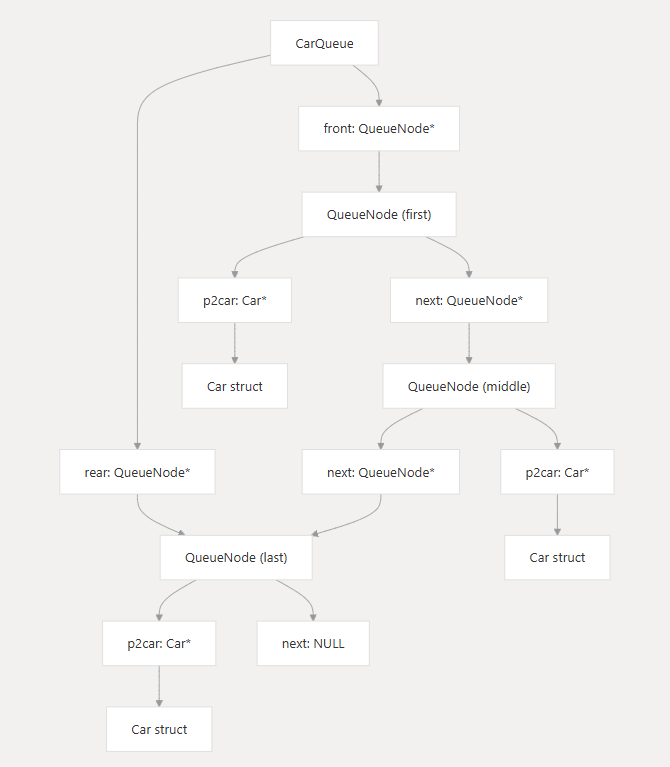 CarQueue
front: QueueNode*
QueueNode (first)
p2car: Car*
next: QueueNode*
Car struct
QueueNode (middle)
rear: QueueNode*
next: QueueNode*
p2car: Car*
QueueNode (last)
Car struct
p2car: Car*
next: NULL
Car struct